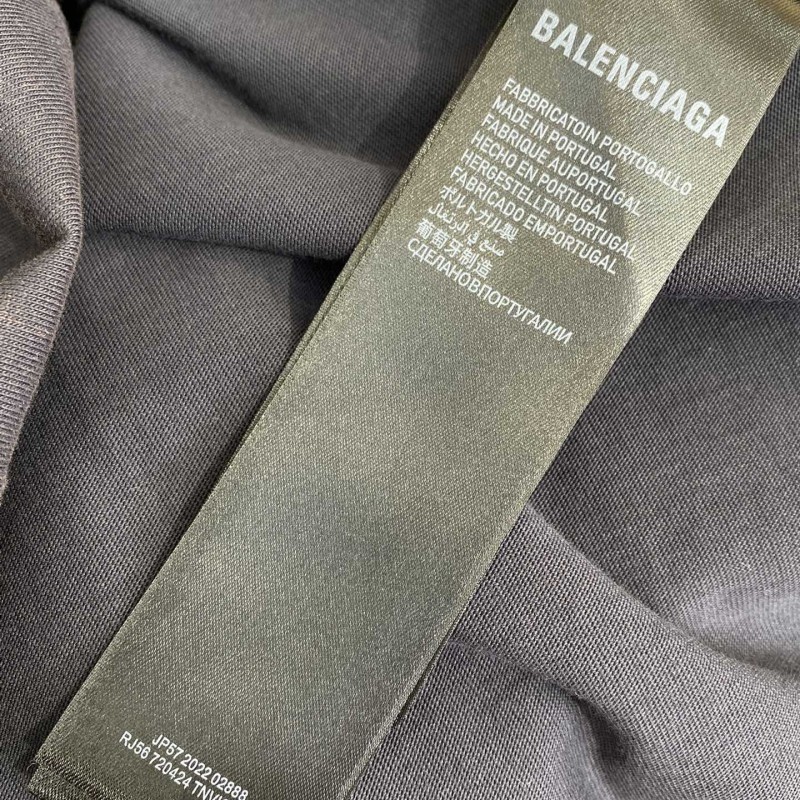 BALENCIAGA
FABBRICATOIN PORTOGALLO
MADE IN PORTUGAL
FABRIQUE AUPORTUGAL
HECHO EN PORTUGAL
HERGESTELLTIN PORTUGAL
FABRICADO EMPORTUGAL
ポルトガル製
صنع في البرتغال
葡萄牙制造
СДЕЛАНОВПОРТУГАЛИИ
JP57 2022 02888
RJ56 720424